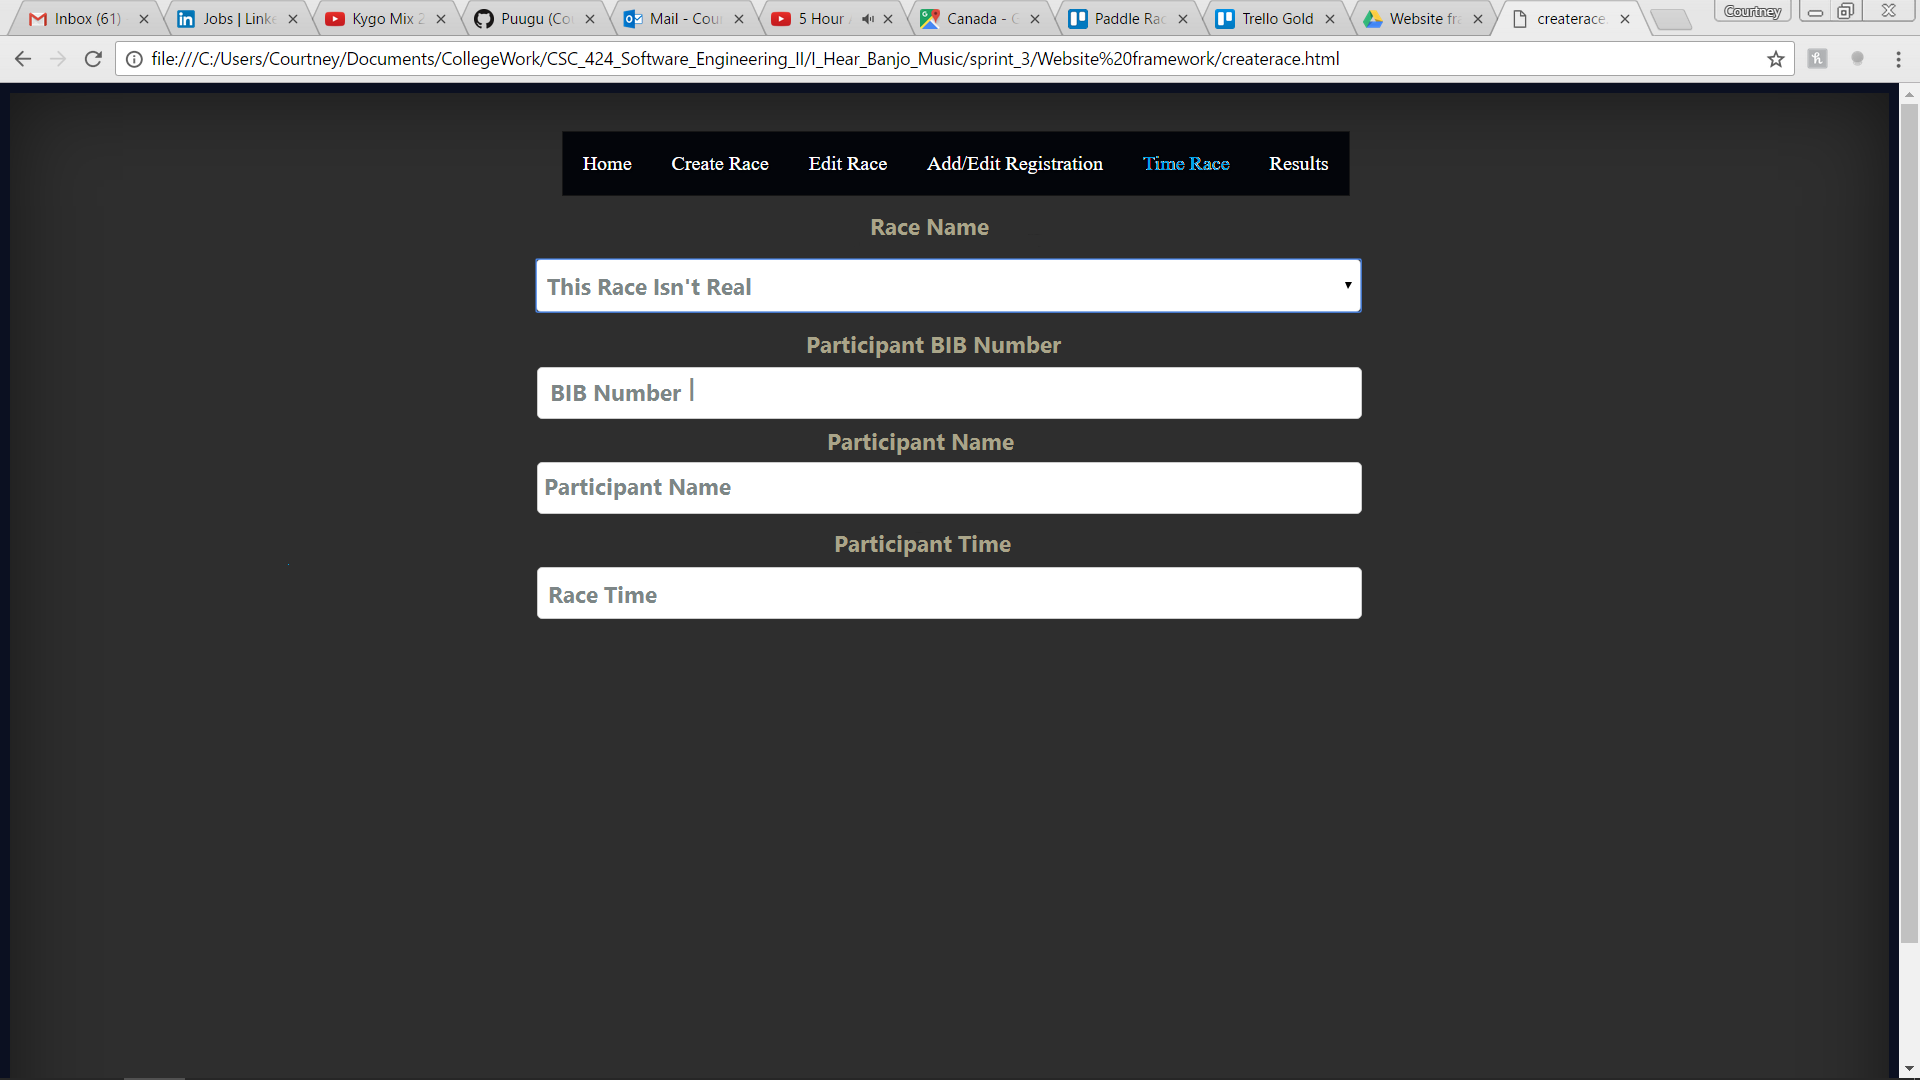 Inbox (61) Jobs | Linke Kygo Mix 2 Puugu (Co Mail - Cou 5 Hour Canada - G Paddle Rac Trello Gold Website fra createrace. Courtney
file:///C:/Users/Courtney/Documents/CollegeWork/CSC_424_Software_Engineering_II/I_Hear_Banjo_Music/sprint_3/Website%20framework/createrace.html
Home Create Race Edit Race Add/Edit Registration Time Race Results
Race Name
This Race Isn't Real
Participant BIB Number
BIB Number
Participant Name
Participant Name
Participant Time
Race Time